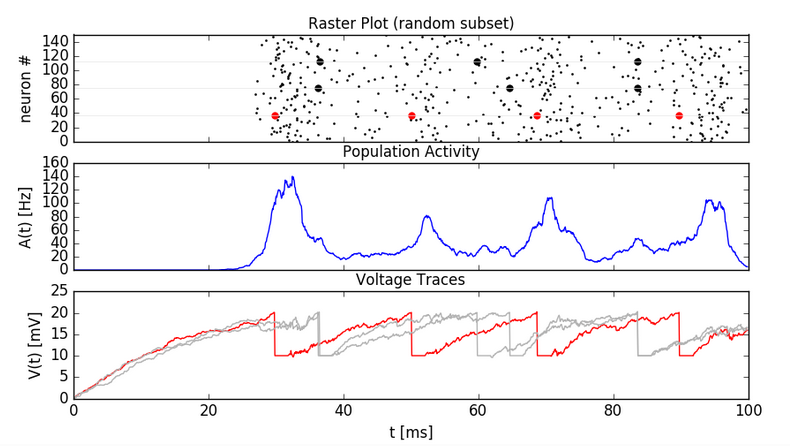 Raster Plot (random subset)
140
120
100
80
60
40
20
0
neuron #
Population Activity
160
140
120
100
80
60
40
20
0
A(t) [Hz]
Voltage Traces
25
20
15
10
5
0
V(t) [mV]
0 20 40 60 80 100
t [ms]